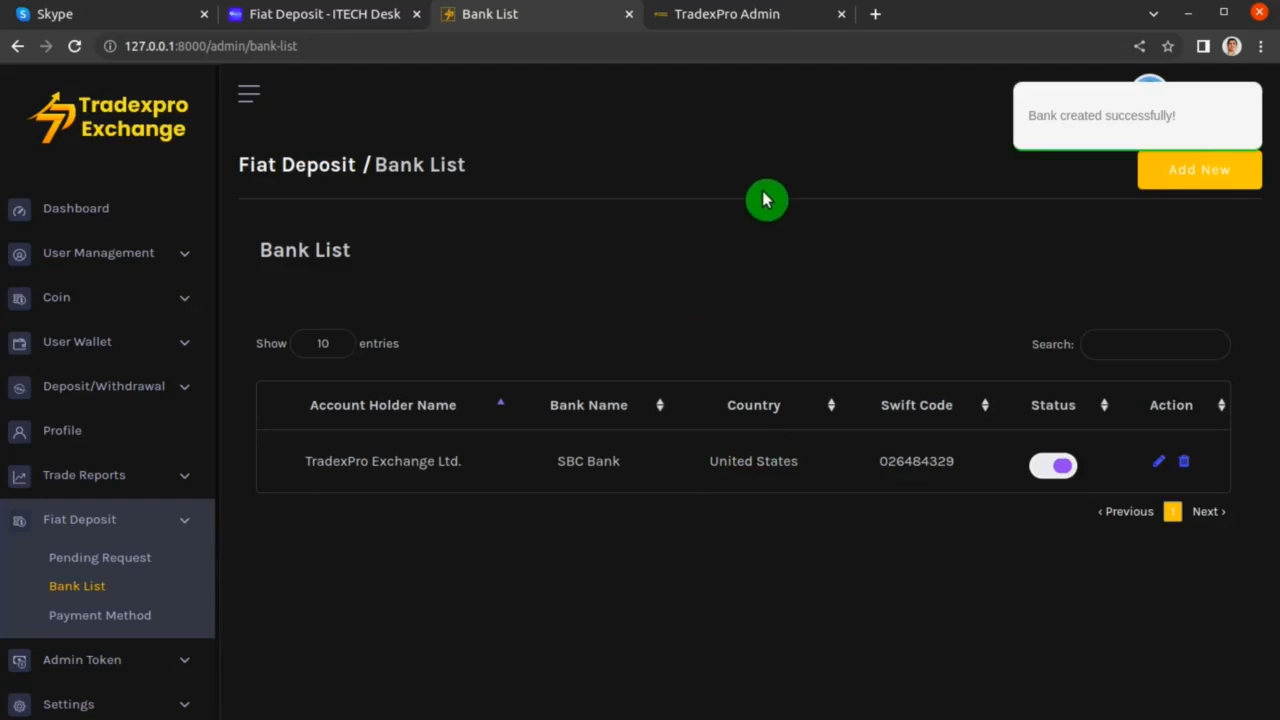 Skype
Fiat Deposit - ITECH Desk
Bank List
TradexPro Admin
127.0.0.1:8000/admin/bank-list
Tradexpro
Exchange
Bank created successfully!
Fiat Deposit / Bank List
Add New
Dashboard
User Management
Coin
User Wallet
Deposit/Withdrawal
Profile
Trade Reports
Fiat Deposit
Pending Request
Bank List
Payment Method
Admin Token
Settings
Bank List
Show 10 entries
Search:
Account Holder Name Bank Name Country Swift Code Status Action
TradexPro Exchange Ltd. SBC Bank United States 026484329
‹ Previous 1 Next ›